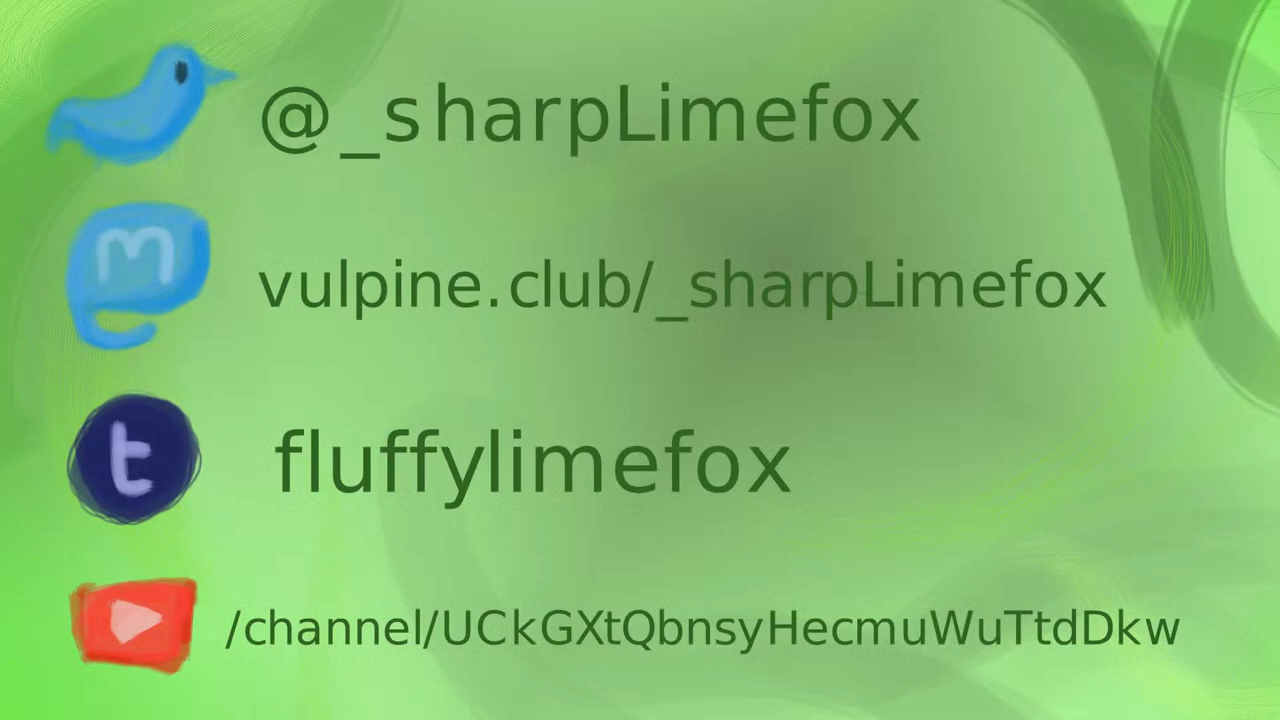 @_sharpLimefox
m
vulpine.club/_sharpLimefox
t
fluffylimefox
/channel/UCkGXtQbnsyHecmuWuTtdDkw